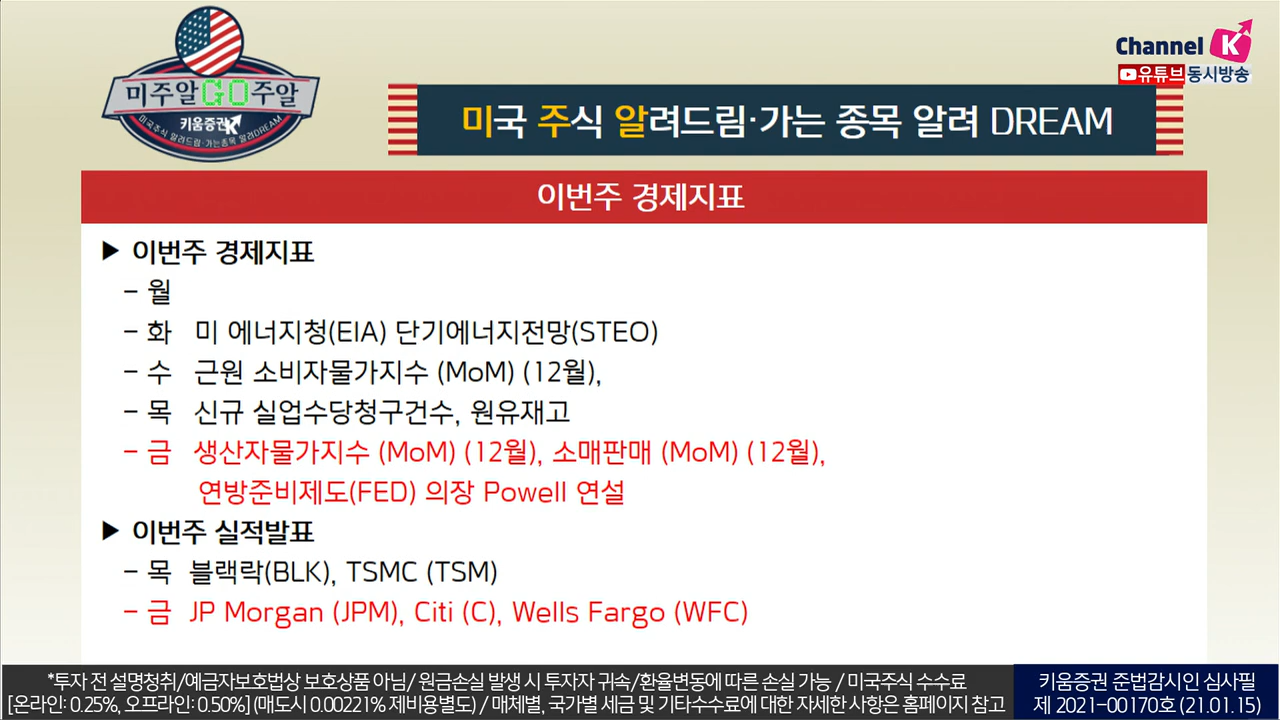 미주알GO주알
키움증권
미국주식 알려드림·가는종목 알려DREAM
Channel K
유튜브 동시방송
미국 주식 알려드림·가는 종목 알려 DREAM
이번주 경제지표
▶ 이번주 경제지표
- 월
- 화 미 에너지청(EIA) 단기에너지전망(STEO)
- 수 근원 소비자물가지수 (MoM) (12월),
- 목 신규 실업수당청구건수, 원유재고
- 금 생산자물가지수 (MoM) (12월), 소매판매 (MoM) (12월),
연방준비제도(FED) 의장 Powell 연설
▶ 이번주 실적발표
- 목 블랙락(BLK), TSMC (TSM)
- 금 JP Morgan (JPM), Citi (C), Wells Fargo (WFC)
*투자 전 설명청취/예금자보호법상 보호상품 아님/ 원금손실 발생 시 투자자 귀속/환율변동에 따른 손실 가능 / 미국주식 수수료
[온라인: 0.25%, 오프라인: 0.50%] (매도시 0.00221% 제비용별도) / 매체별, 국가별 세금 및 기타수수료에 대한 자세한 사항은 홈페이지 참고
키움증권 준법감시인 심사필
제 2021-00170호 (21.01.15)